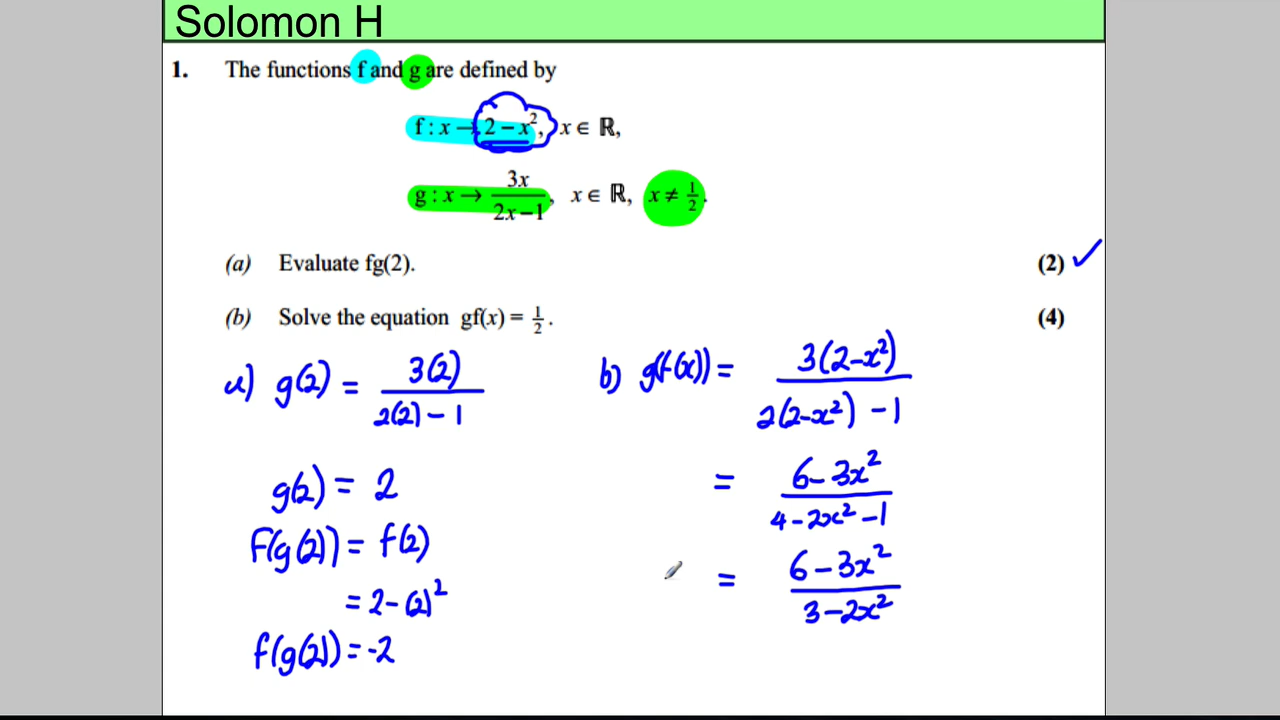 Solomon H
1. The functions f and g are defined by
f : x → 2 − x², x ∈ ℝ,
g : x → 3x/(2x−1), x ∈ ℝ, x ≠ 1/2.
(a) Evaluate fg(2). (2) ✓
(b) Solve the equation gf(x) = 1/2. (4)
a) g(2) = 3(2)/(2(2) − 1)
g(2) = 2
f(g(2)) = f(2)
= 2 − (2)²
f(g(2)) = -2
b) g(f(x)) = 3(2−x²)/(2(2−x²) − 1)
= (6 − 3x²)/(4 − 2x² − 1)
= (6 − 3x²)/(3 − 2x²)